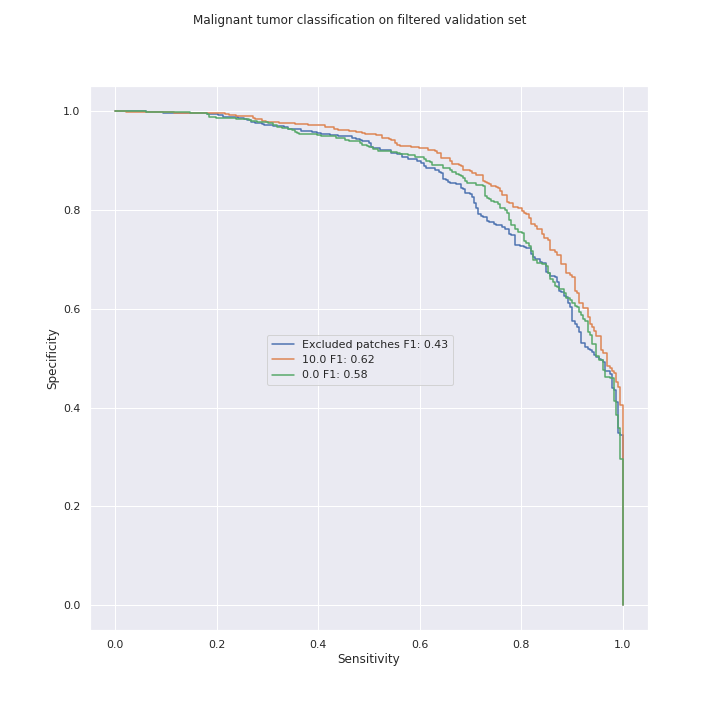 Malignant tumor classification on filtered validation set
1.0
0.8
0.6
0.4
0.2
0.0
Specificity
Excluded patches F1: 0.43
10.0 F1: 0.62
0.0 F1: 0.58
0.0 0.2 0.4 0.6 0.8 1.0
Sensitivity